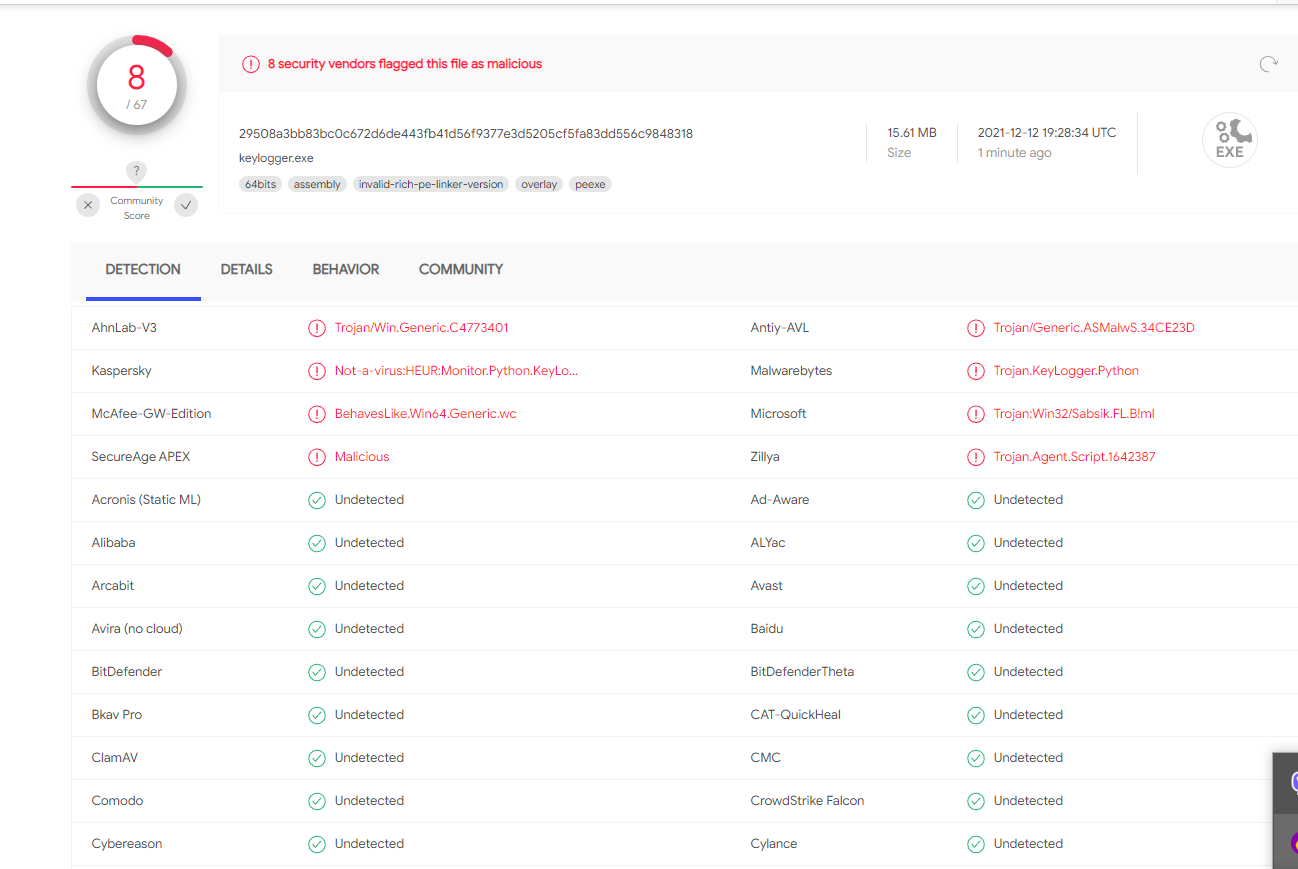 8
/ 67
8 security vendors flagged this file as malicious
29508a3bb83bc0c672d6de443fb41d56f9377e3d5205cf5fa83dd556c9848318
keylogger.exe
64bits assembly invalid-rich-pe-linker-version overlay peexe
15.61 MB
Size
2021-12-12 19:28:34 UTC
1 minute ago
EXE
?
Community
Score
DETECTION DETAILS BEHAVIOR COMMUNITY
AhnLab-V3 Trojan/Win.Generic.C4773401 Antiy-AVL Trojan/Generic.ASMalwS.34CE23D
Kaspersky Not-a-virus:HEUR:Monitor.Python.KeyLo... Malwarebytes Trojan.KeyLogger.Python
McAfee-GW-Edition BehavesLike.Win64.Generic.wc Microsoft Trojan:Win32/Sabsik.FL.B!ml
SecureAge APEX Malicious Zillya Trojan.Agent.Script.1642387
Acronis (Static ML) Undetected Ad-Aware Undetected
Alibaba Undetected ALYac Undetected
Arcabit Undetected Avast Undetected
Avira (no cloud) Undetected Baidu Undetected
BitDefender Undetected BitDefenderTheta Undetected
Bkav Pro Undetected CAT-QuickHeal Undetected
ClamAV Undetected CMC Undetected
Comodo Undetected CrowdStrike Falcon Undetected
Cybereason Undetected Cylance Undetected